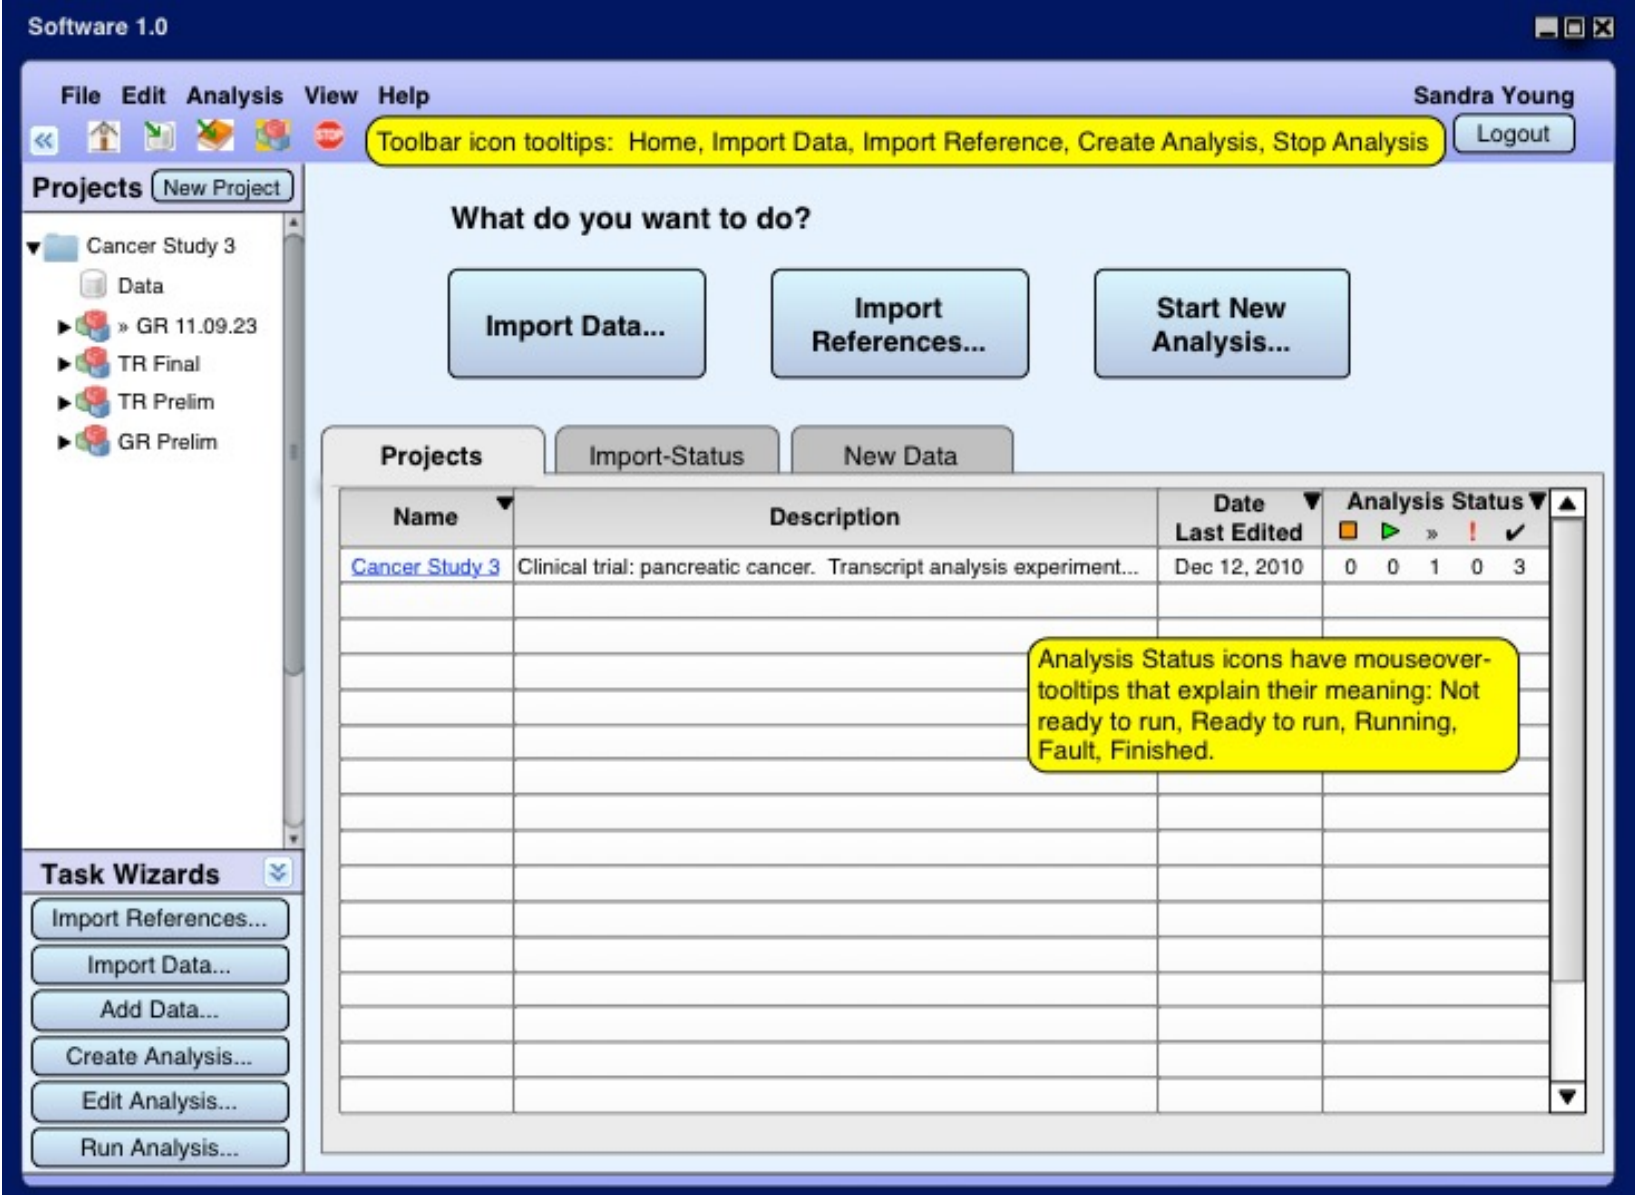 Software 1.0
File Edit Analysis View Help
Sandra Young
« STOP
Toolbar icon tooltips: Home, Import Data, Import Reference, Create Analysis, Stop Analysis
Logout
Projects New Project
Cancer Study 3
Data
» GR 11.09.23
TR Final
TR Prelim
GR Prelim
Task Wizards
Import References...
Import Data...
Add Data...
Create Analysis...
Edit Analysis...
Run Analysis...
What do you want to do?
Import Data...
Import
References...
Start New
Analysis...
Projects Import-Status New Data
Name
Description
Date
Last Edited
Analysis Status
» ! ✓
Cancer Study 3 Clinical trial: pancreatic cancer. Transcript analysis experiment... Dec 12, 2010 0 0 1 0 3
Analysis Status icons have mouseover-
tooltips that explain their meaning: Not
ready to run, Ready to run, Running,
Fault, Finished.